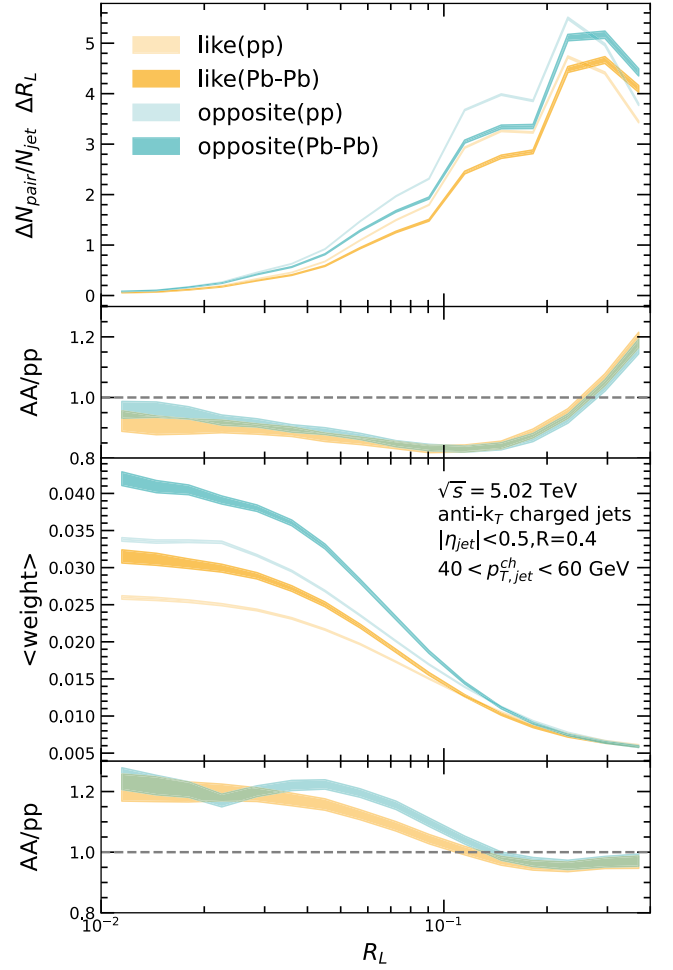 ΔN_pair/N_jet ΔR_L
5
4
3
2
1
0
like(pp)
like(Pb-Pb)
opposite(pp)
opposite(Pb-Pb)
AA/pp
1.2
1.0
0.8
<weight>
0.040
0.035
0.030
0.025
0.020
0.015
0.010
0.005
√s = 5.02 TeV
anti-k_T charged jets
|η_jet|<0.5,R=0.4
40 < p^ch_T,jet < 60 GeV
AA/pp
1.2
1.0
0.8
10⁻² 10⁻¹
R_L